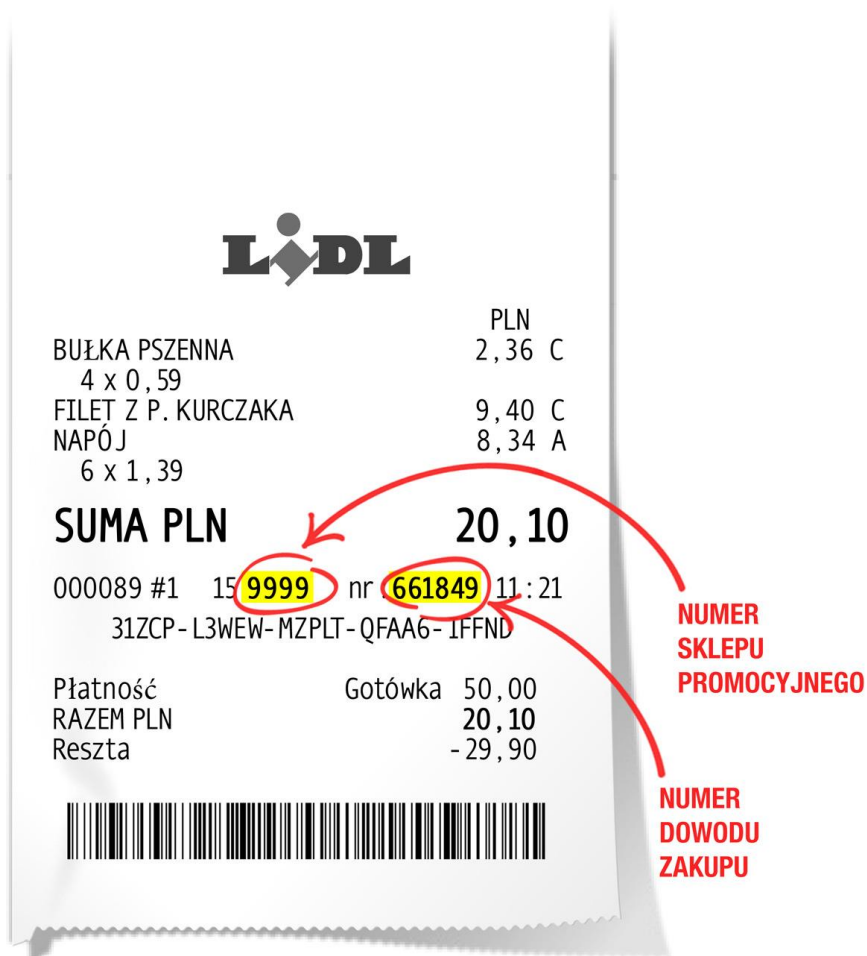 LIDL
PLN
BUŁKA PSZENNA 2,36 C
4 x 0,59
FILET Z P. KURCZAKA 9,40 C
NAPÓJ 8,34 A
6 x 1,39
SUMA PLN 20,10
000089 #1 15 9999 nr 661849 11:21
31ZCP-L3WEW-MZPLT-QFAA6-1FFND
Płatność Gotówka 50,00
RAZEM PLN 20,10
Reszta -29,90
NUMER
SKLEPU
PROMOCYJNEGO
NUMER
DOWODU
ZAKUPU